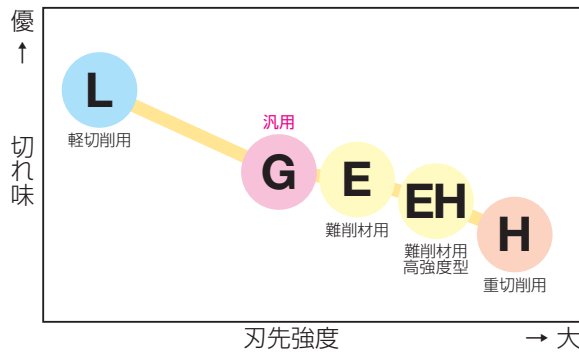 優
↑
切れ味
L
軽切削用
汎用
G
E
難削材用
EH
難削材用
高強度型
H
重切削用
刃先強度
→ 大